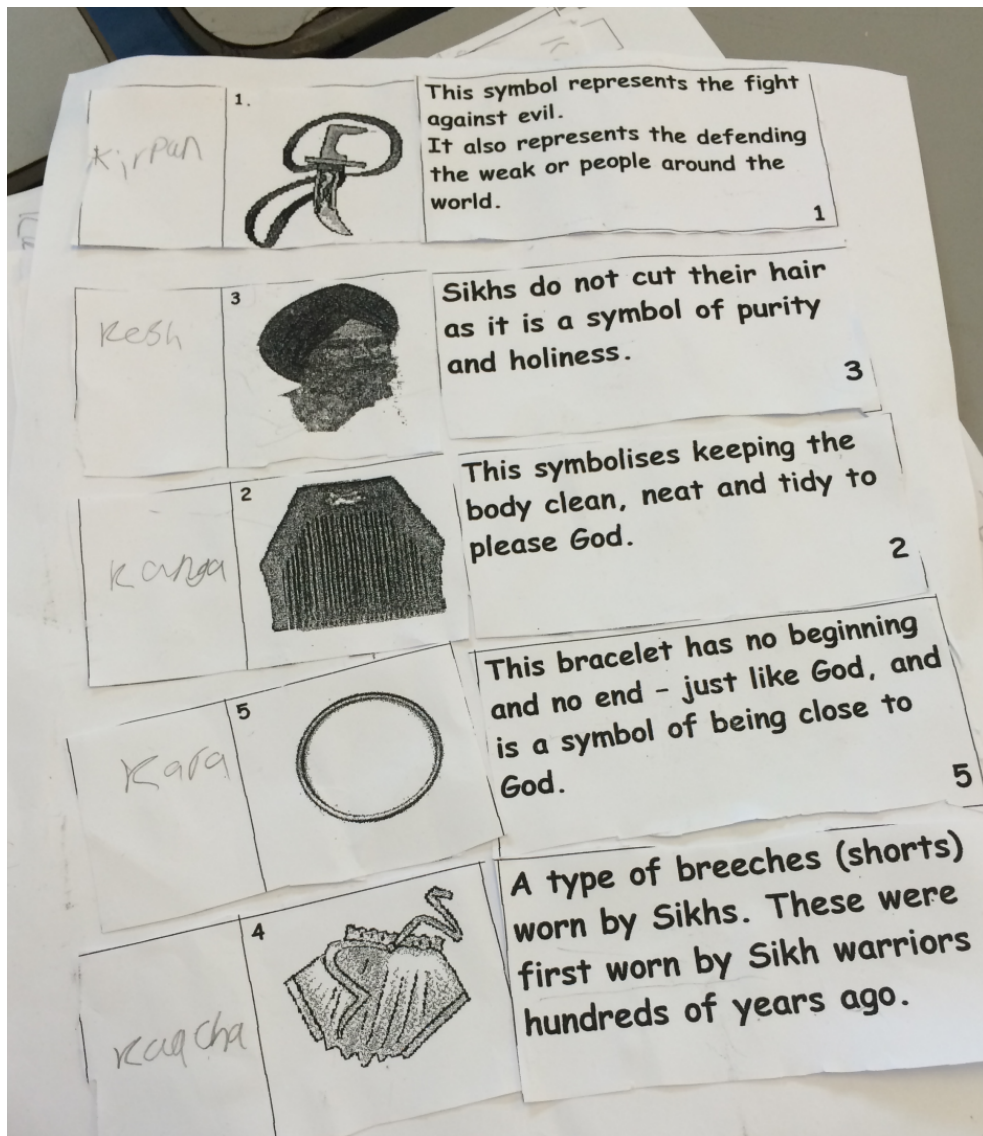 Kirpan
1.
This symbol represents the fight
against evil.
It also represents the defending
the weak or people around the
world.
1
Kesh
3
Sikhs do not cut their hair
as it is a symbol of purity
and holiness.
3
Kanga
2
This symbolises keeping the
body clean, neat and tidy to
please God.
2
Kara
5
This bracelet has no beginning
and no end - just like God, and
is a symbol of being close to
God.
5
Kaqcha
4
A type of breeches (shorts)
worn by Sikhs. These were
first worn by Sikh warriors
hundreds of years ago.